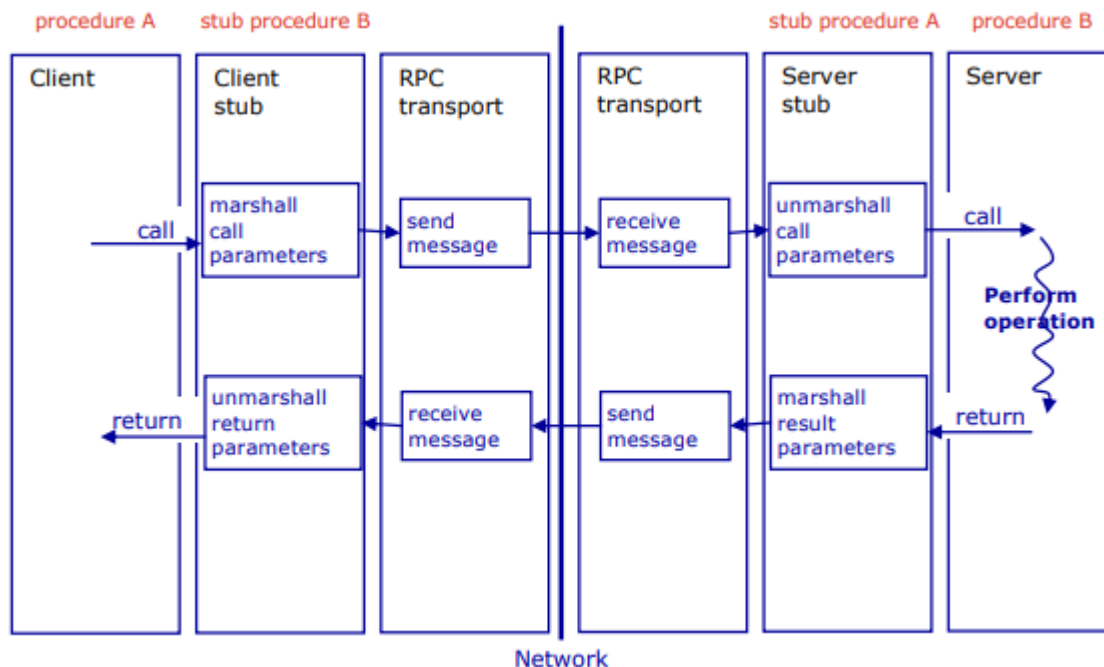 procedure A
stub procedure B
stub procedure A
procedure B
Client
Client
stub
RPC
transport
RPC
transport
Server
stub
Server
call
marshall
call
parameters
send
message
receive
message
unmarshall
call
parameters
call
Perform
operation
return
unmarshall
return
parameters
receive
message
send
message
marshall
result
parameters
return
Network